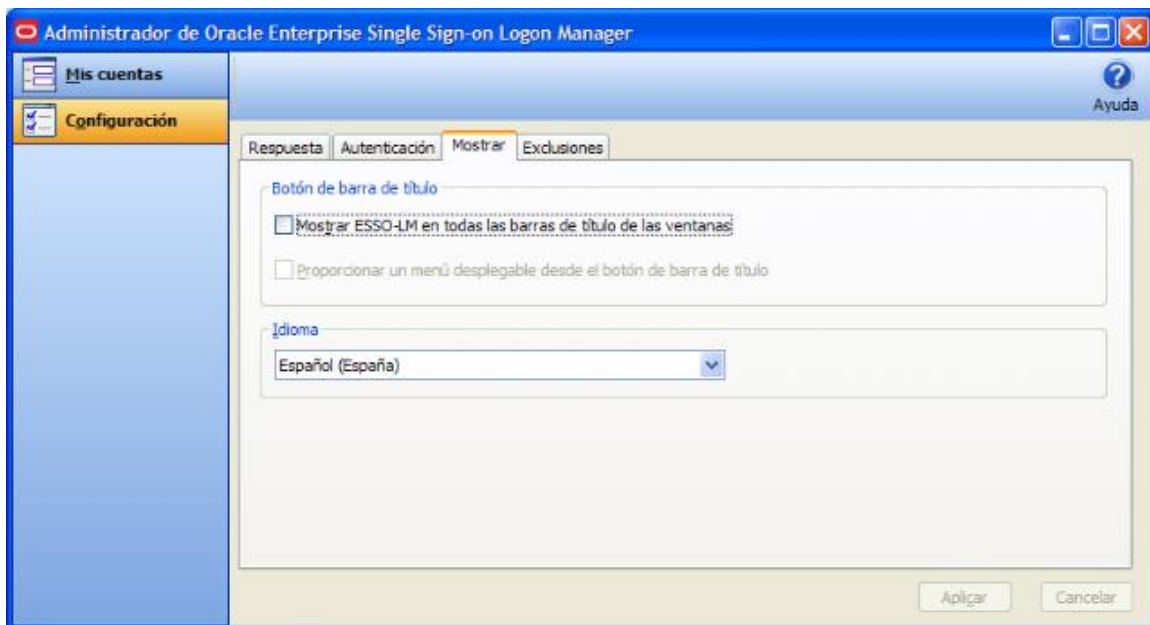 Administrador de Oracle Enterprise Single Sign-on Logon Manager
Mis cuentas
Configuración
Ayuda
Respuesta
Autenticación
Mostrar
Exclusiones
Botón de barra de título
Mostrar ESSO-LM en todas las barras de título de las ventanas
Proporcionar un menú desplegable desde el botón de barra de título
Idioma
Español (España)
Aplicar
Cancelar